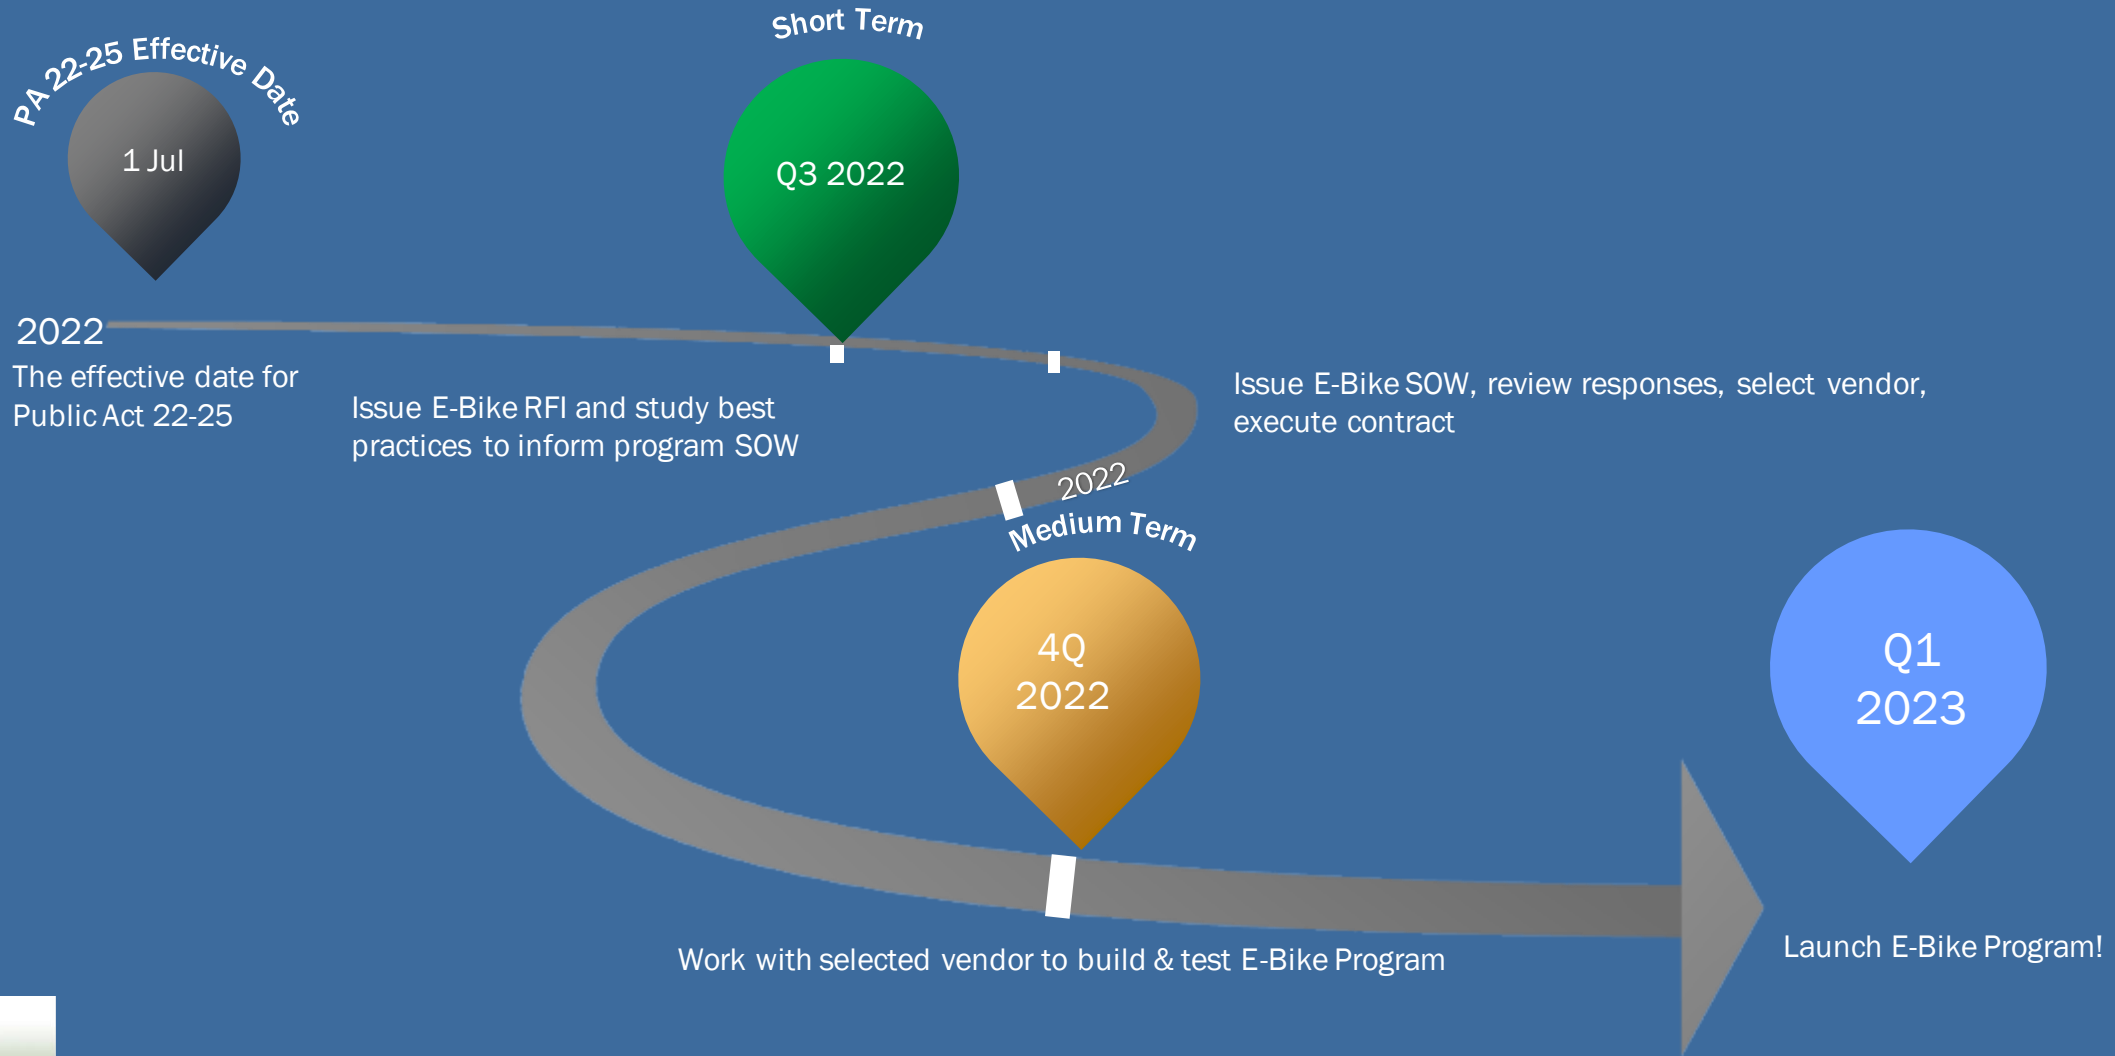 PA 22-25 Effective Date
1 Jul
2022
The effective date for
Public Act 22-25
Short Term
Q3 2022
Issue E-Bike RFI and study best
practices to inform program SOW
Issue E-Bike SOW, review responses, select vendor,
execute contract
2022
Medium Term
4Q
2022
Work with selected vendor to build & test E-Bike Program
Q1
2023
Launch E-Bike Program!